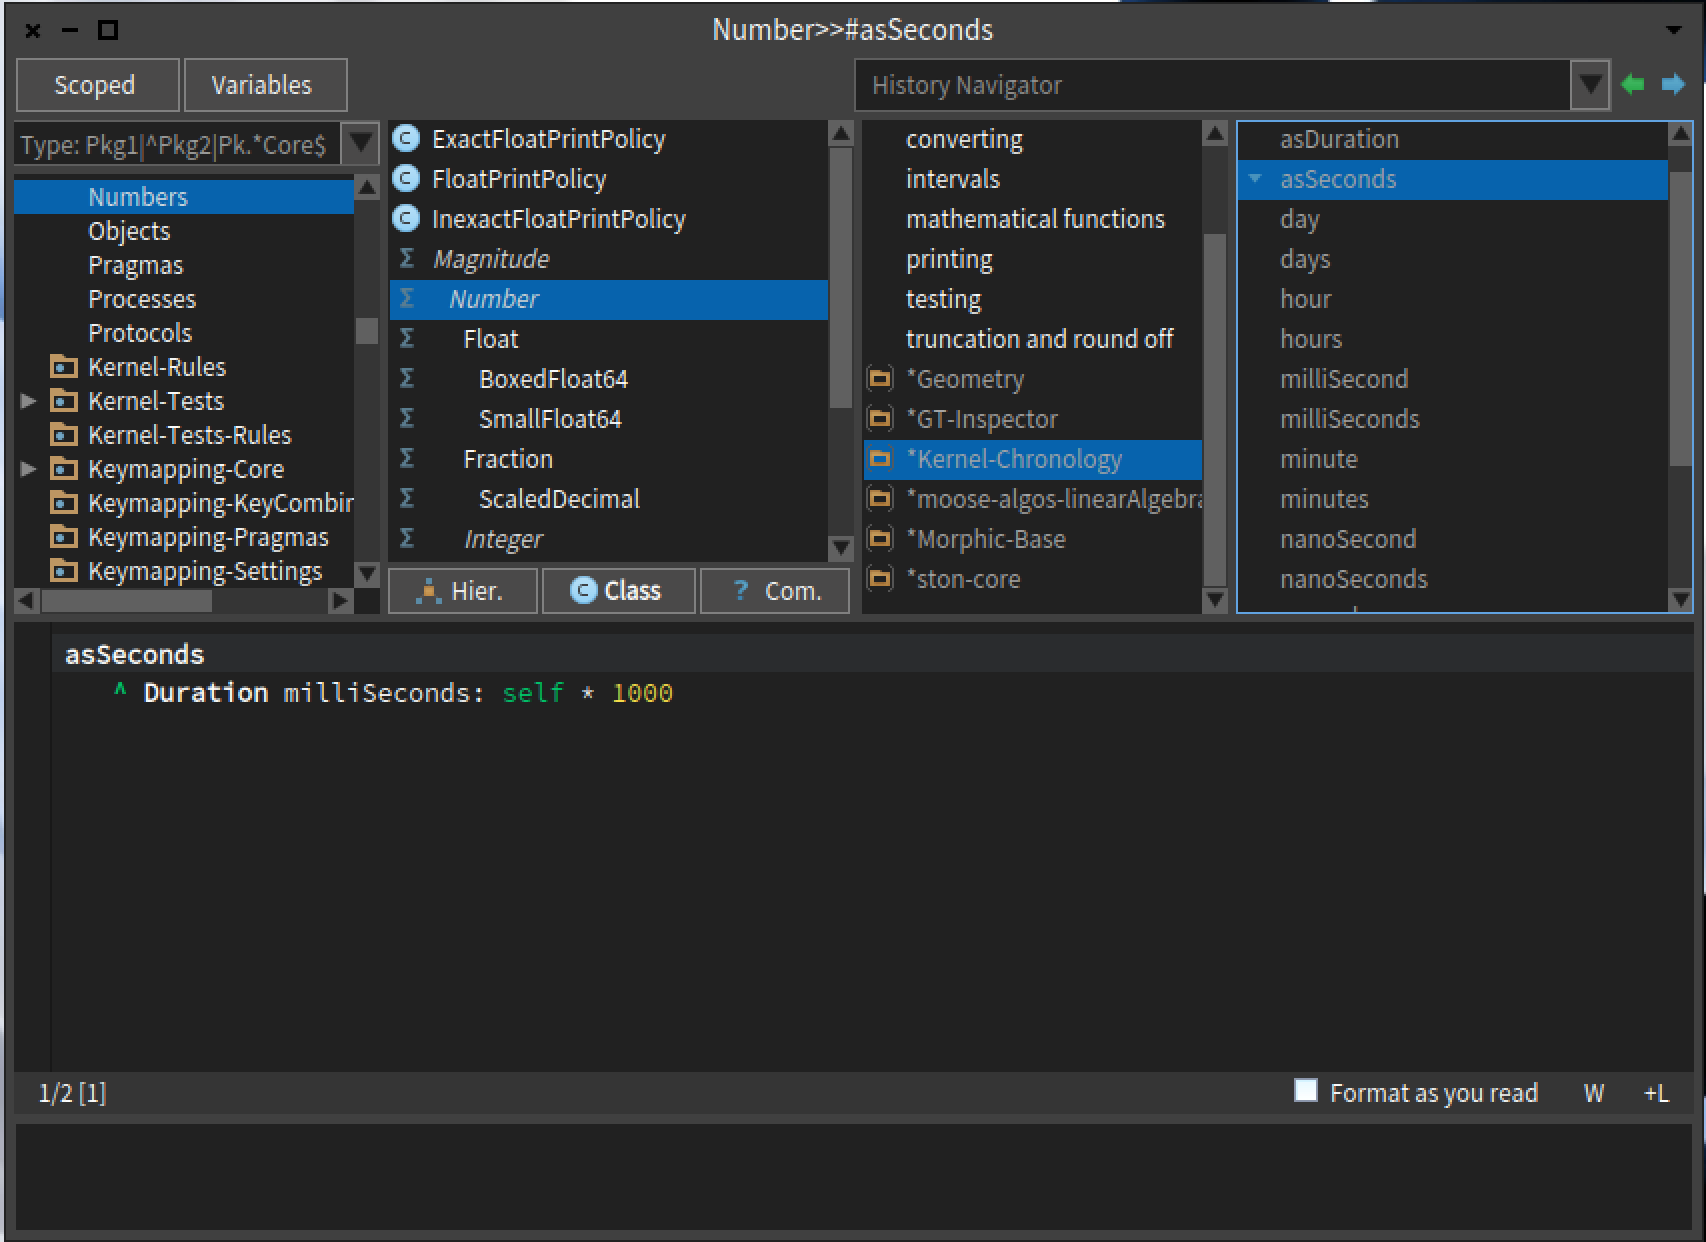 Number>>#asSeconds
Scoped
Variables
History Navigator
Type: Pkg1|^Pkg2|Pk.*Core$
Numbers
Objects
Pragmas
Processes
Protocols
Kernel-Rules
Kernel-Tests
Kernel-Tests-Rules
Keymapping-Core
Keymapping-KeyCombin
Keymapping-Pragmas
Keymapping-Settings
ExactFloatPrintPolicy
FloatPrintPolicy
InexactFloatPrintPolicy
Magnitude
Number
Float
BoxedFloat64
SmallFloat64
Fraction
ScaledDecimal
Integer
Hier.
Class
? Com.
converting
intervals
mathematical functions
printing
testing
truncation and round off
*Geometry
*GT-Inspector
*Kernel-Chronology
*moose-algos-linearAlgebra
*Morphic-Base
*ston-core
asDuration
asSeconds
day
days
hour
hours
milliSecond
milliSeconds
minute
minutes
nanoSecond
nanoSeconds
asSeconds
^ Duration milliSeconds: self * 1000
1/2 [1]
Format as you read
W
+L